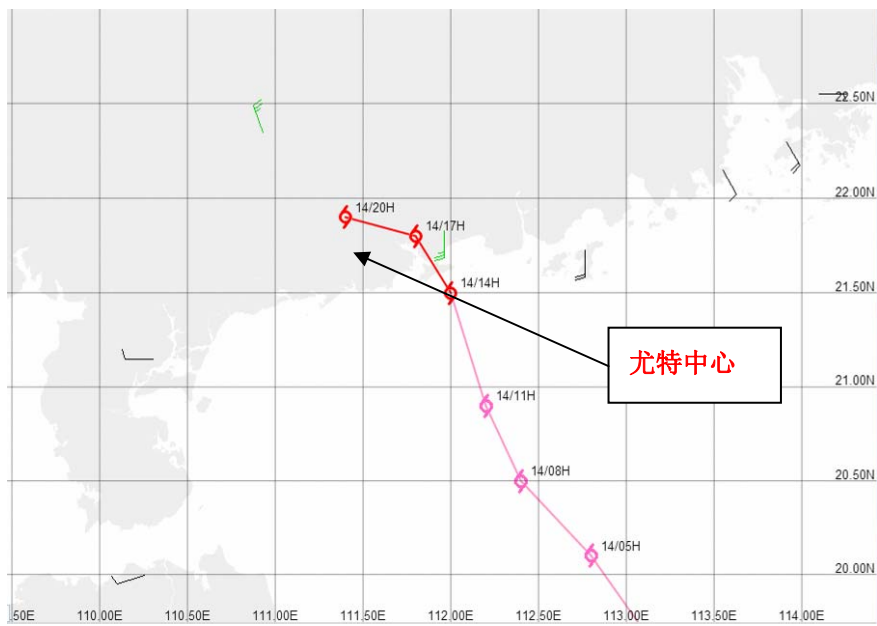 22.50N
22.00N
14/20H
14/17H
21.50N
14/14H
尤特中心
21.00N
14/11H
20.50N
14/08H
14/05H
20.00N
.50E
110.00E
110.50E
111.00E
111.50E
112.00E
112.50E
113.00E
113.50E
114.00E